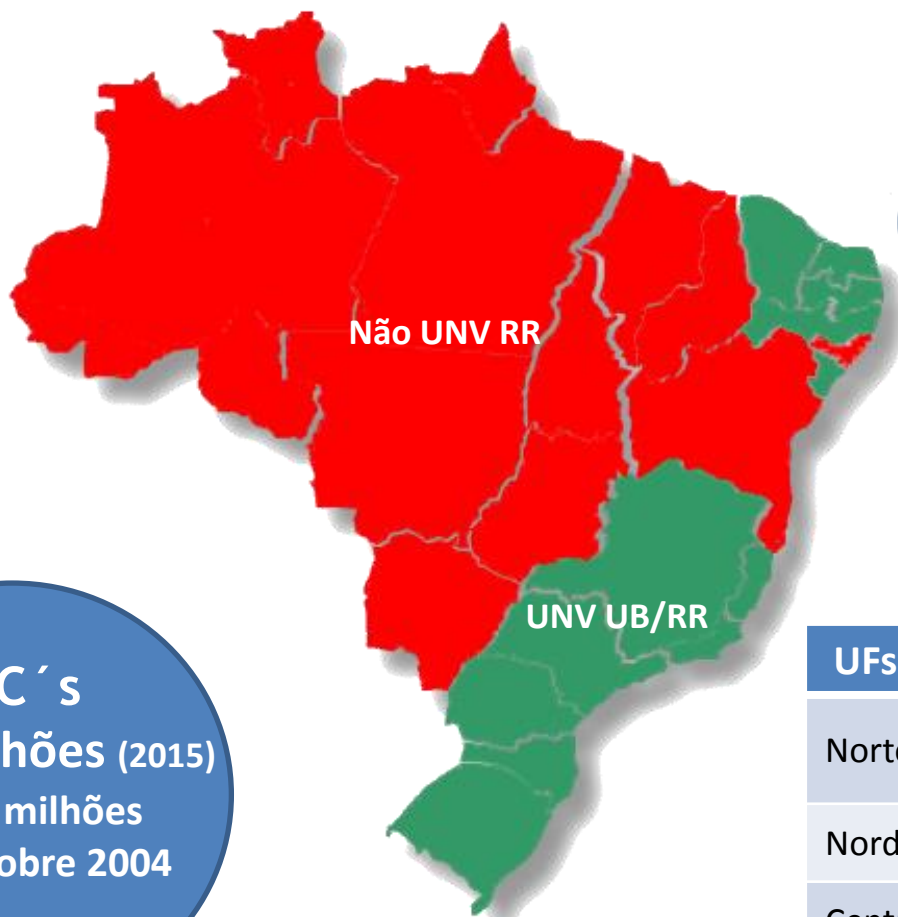 Não UNV RR
UNV UB/RR
C´s
hões (2015)
milhões
obre 2004
UFs
Norte
Nord